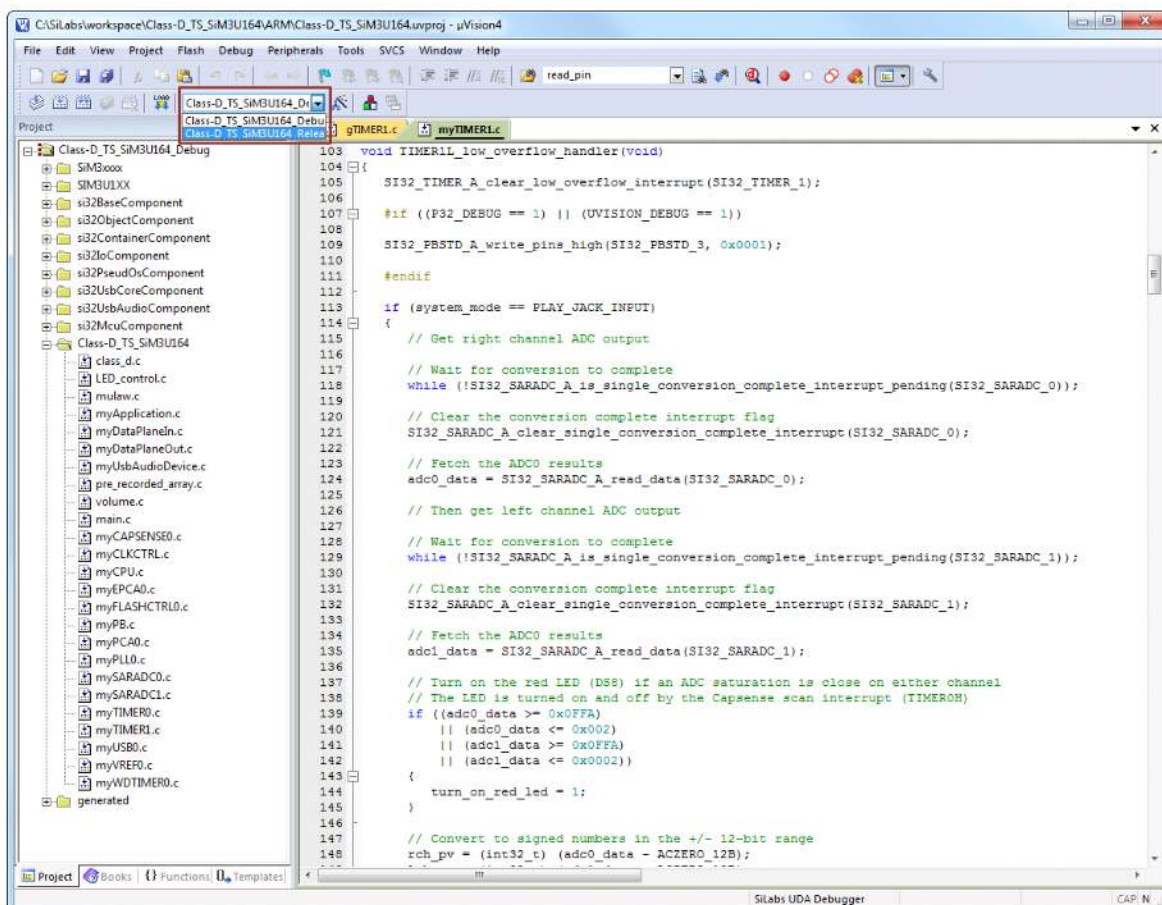 C:\SiLabs\workspace\Class-D_TS_SiM3U164\ARM\Class-D_TS_SiM3U164.uvproj - µVision4
File Edit View Project Flash Debug Peripherals Tools SVCS Window Help
read_pin
LOAD Class-D_TS_SiM3U164_De
Class-D_TS_SiM3U164_Debu
Class-D_TS_SiM3U164_Relea
Project
gTIMER1.c myTIMER1.c
Class-D_TS_SiM3U164_Debug
SiM3xxxx
SIM3U1XX
si32BaseComponent
si32ObjectComponent
si32ContainerComponent
si32IoComponent
si32PseudOsComponent
si32UsbCoreComponent
si32UsbAudioComponent
si32McuComponent
Class-D_TS_SiM3U164
class_d.c
LED_control.c
mulaw.c
myApplication.c
myDataPlaneIn.c
myDataPlaneOut.c
myUsbAudioDevice.c
pre_recorded_array.c
volume.c
main.c
myCAPSENSE0.c
myCLKCTRL.c
myCPU.c
myEPCA0.c
myFLASHCTRL0.c
myPB.c
myPCA0.c
myPLL0.c
mySARADC0.c
mySARADC1.c
myTIMER0.c
myTIMER1.c
myUSB0.c
myVREF0.c
myWDTIMER0.c
generated
103 void TIMER1L_low_overflow_handler(void)
104 {
105 SI32_TIMER_A_clear_low_overflow_interrupt(SI32_TIMER_1);
106
107 #if ((P32_DEBUG == 1) || (UVISION_DEBUG == 1))
108
109 SI32_PBSTD_A_write_pins_high(SI32_PBSTD_3, 0x0001);
110
111 #endif
112
113 if (system_mode == PLAY_JACK_INPUT)
114 {
115 // Get right channel ADC output
116
117 // Wait for conversion to complete
118 while (!SI32_SARADC_A_is_single_conversion_complete_interrupt_pending(SI32_SARADC_0));
119
120 // Clear the conversion complete interrupt flag
121 SI32_SARADC_A_clear_single_conversion_complete_interrupt(SI32_SARADC_0);
122
123 // Fetch the ADC0 results
124 adc0_data = SI32_SARADC_A_read_data(SI32_SARADC_0);
125
126 // Then get left channel ADC output
127
128 // Wait for conversion to complete
129 while (!SI32_SARADC_A_is_single_conversion_complete_interrupt_pending(SI32_SARADC_1));
130
131 // Clear the conversion complete interrupt flag
132 SI32_SARADC_A_clear_single_conversion_complete_interrupt(SI32_SARADC_1);
133
134 // Fetch the ADC0 results
135 adc1_data = SI32_SARADC_A_read_data(SI32_SARADC_1);
136
137 // Turn on the red LED (DS8) if an ADC saturation is close on either channel
138 // The LED is turned on and off by the Capsense scan interrupt (TIMER0H)
139 if ((adc0_data >= 0x0FFA)
140 || (adc0_data <= 0x002)
141 || (adc1_data >= 0x0FFA)
142 || (adc1_data <= 0x0002))
143 {
144 turn_on_red_led = 1;
145 }
146
147 // Convert to signed numbers in the +/- 12-bit range
148 rch_pv = (int32_t) (adc0_data - ACZERO_12B);
Project Books Functions Templates
SiLabs UDA Debugger CAP N